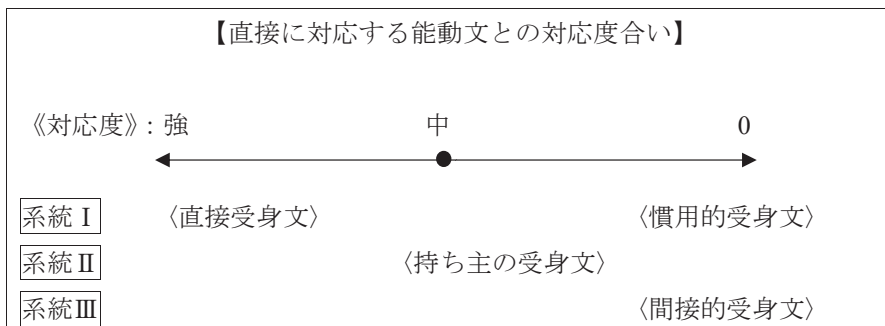 【直接に対応する能動文との対応度合い】
《対応度》: 強 中 0
系統Ⅰ 〈直接受身文〉 〈慣用的受身文〉
系統Ⅱ 〈持ち主の受身文〉
系統Ⅲ 〈間接的受身文〉